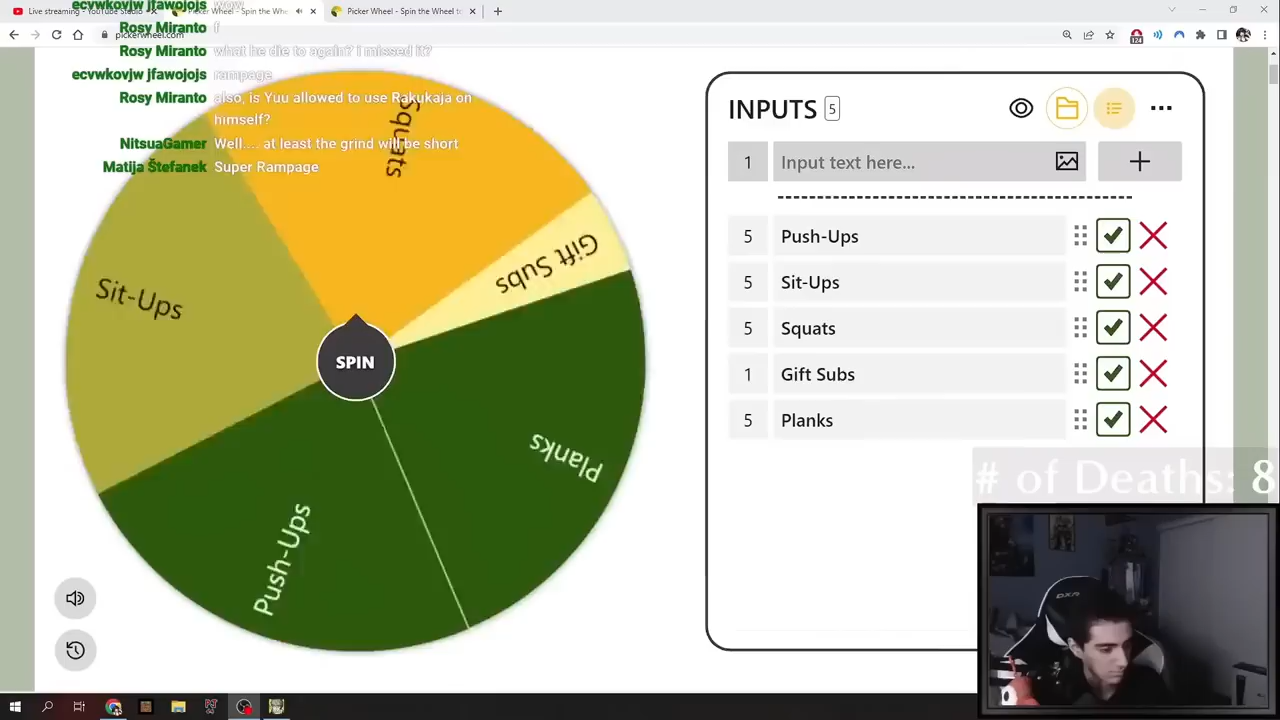 Live streaming - YouTube Studio
Picker Wheel - Spin the Whe
Picker Wheel - Spin the Wheel to
pickerwheel.com
124
ecvwkovjw jfawojojs wow
Rosy Miranto f
Rosy Miranto what he die to again? i missed it?
ecvwkovjw jfawojojs rampage
Rosy Miranto also, is Yuu allowed to use Rakukaja on
himself?
NitsuaGamer Well.... at least the grind will be short
Matija Štefanek Super Rampage
Squats
Gift Subs
Sit-Ups
SPIN
Planks
Push-Ups
INPUTS 5
1 Input text here...
5 Push-Ups
5 Sit-Ups
5 Squats
1 Gift Subs
5 Planks
# of Deaths: 8
DXR